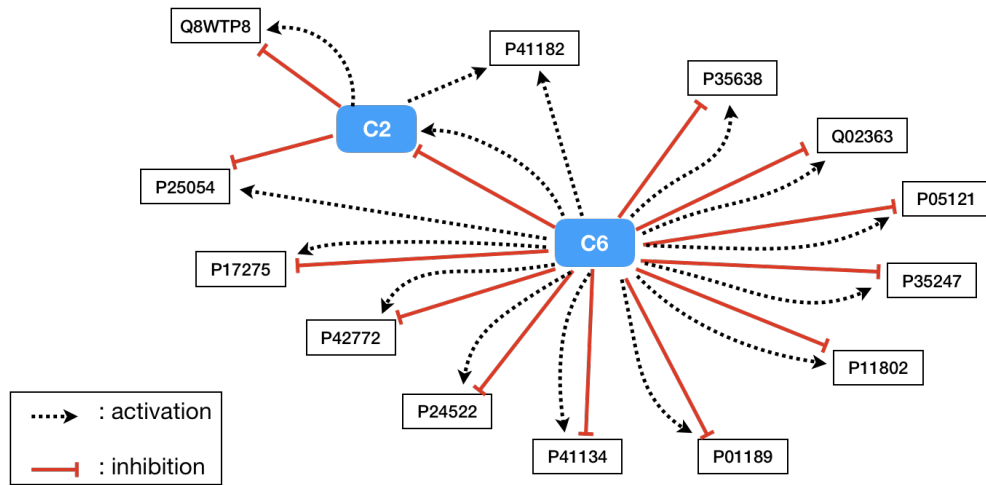 Q8WTP8
P41182
P35638
C2
Q02363
P25054
P05121
C6
P17275
P35247
P42772
P11802
P24522
P41134
P01189
: activation
: inhibition